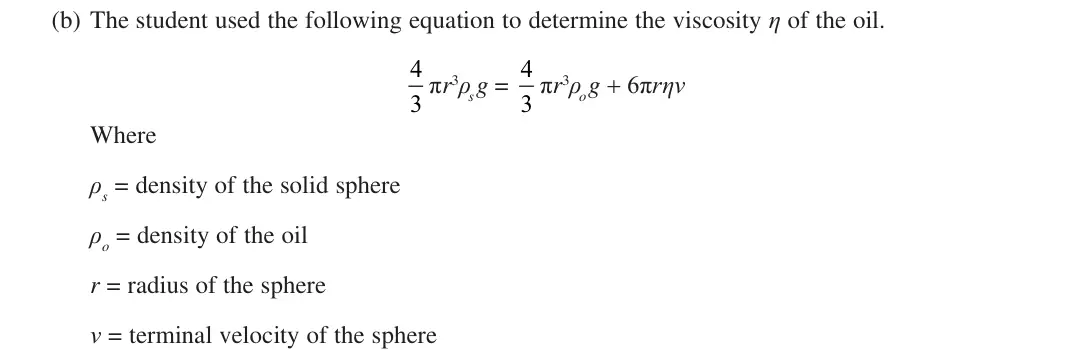 (b) The student used the following equation to determine the viscosity η of the oil.
4/3 πr³ρₛg = 4/3 πr³ρₒg + 6πrηv
Where
ρₛ = density of the solid sphere
ρₒ = density of the oil
r = radius of the sphere
v = terminal velocity of the sphere